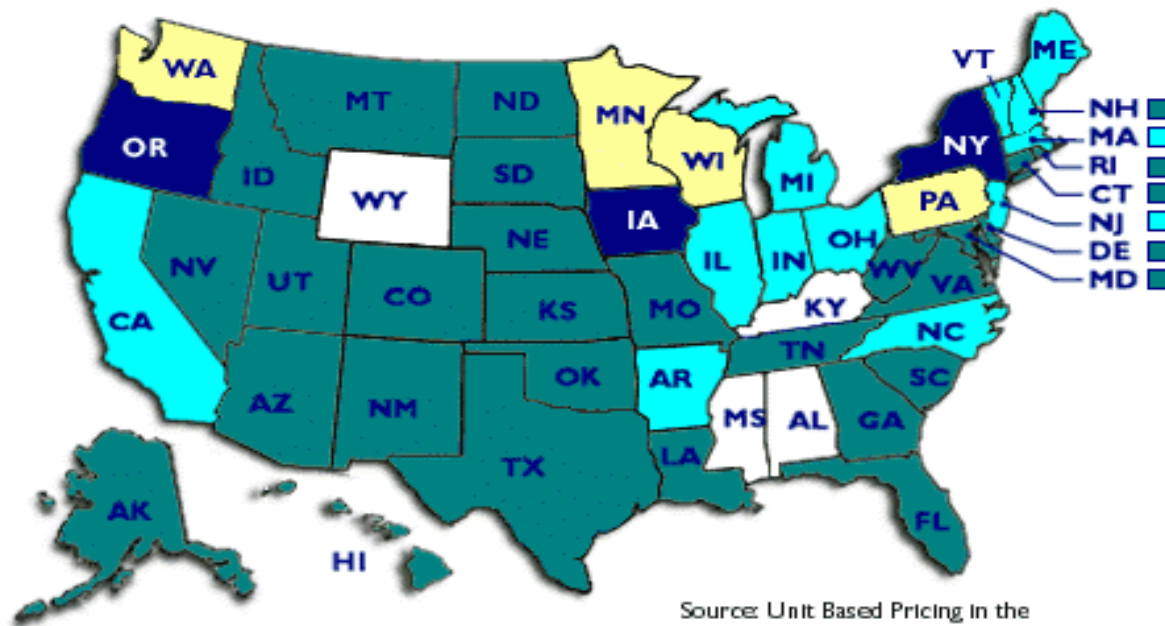 ME
VT
WA
MT
ND
MN
NH
MA
OR
NY
RI
ID
SD
WI
MI
CT
WY
PA
NJ
IA
NE
OH
DE
IL
IN
WV
MD
NV
UT
CO
VA
CA
KS
MO
KY
NC
TN
OK
AR
SC
AZ
NM
MS
AL
GA
LA
TX
AK
FL
HI
Source: Unit Based Pricing in the